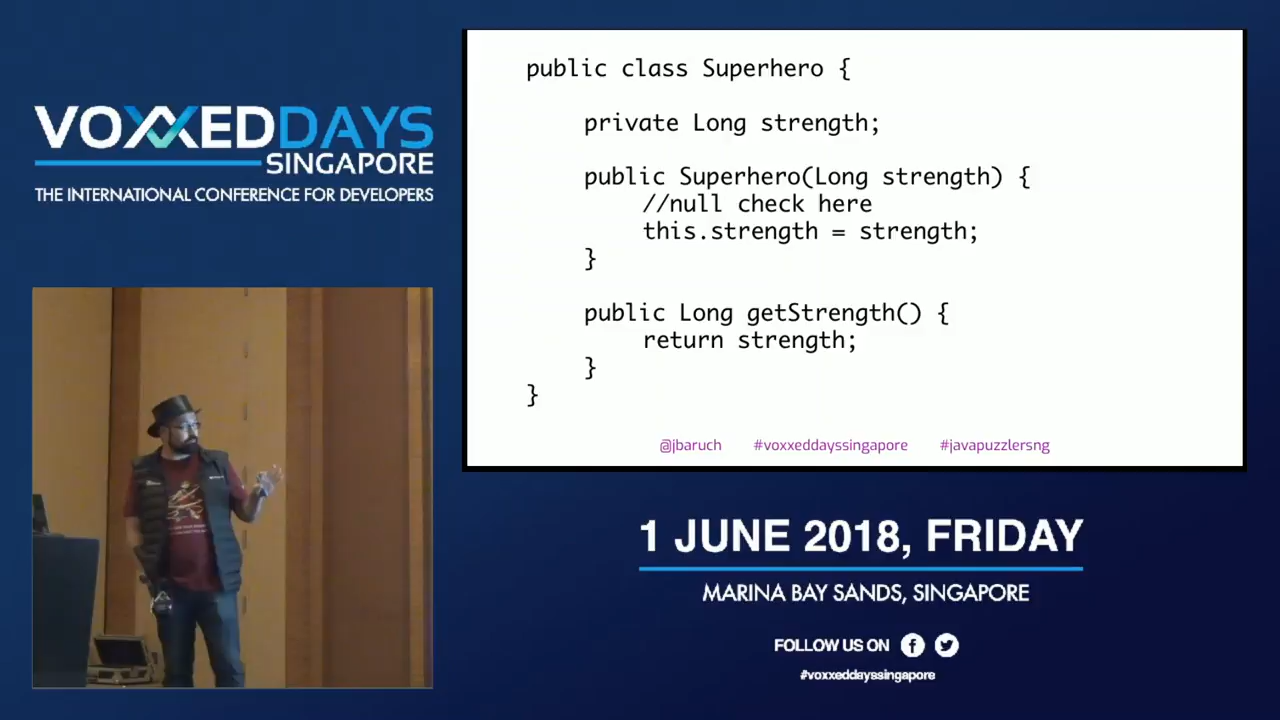 VOXXEDDAYS
SINGAPORE
THE INTERNATIONAL CONFERENCE FOR DEVELOPERS
public class Superhero {
private Long strength;
public Superhero(Long strength) {
//null check here
this.strength = strength;
}
public Long getStrength() {
return strength;
}
}
@jbaruch #voxxeddayssingapore #javapuzzlersng
1 JUNE 2018, FRIDAY
MARINA BAY SANDS, SINGAPORE
FOLLOW US ON
#voxxeddayssingapore